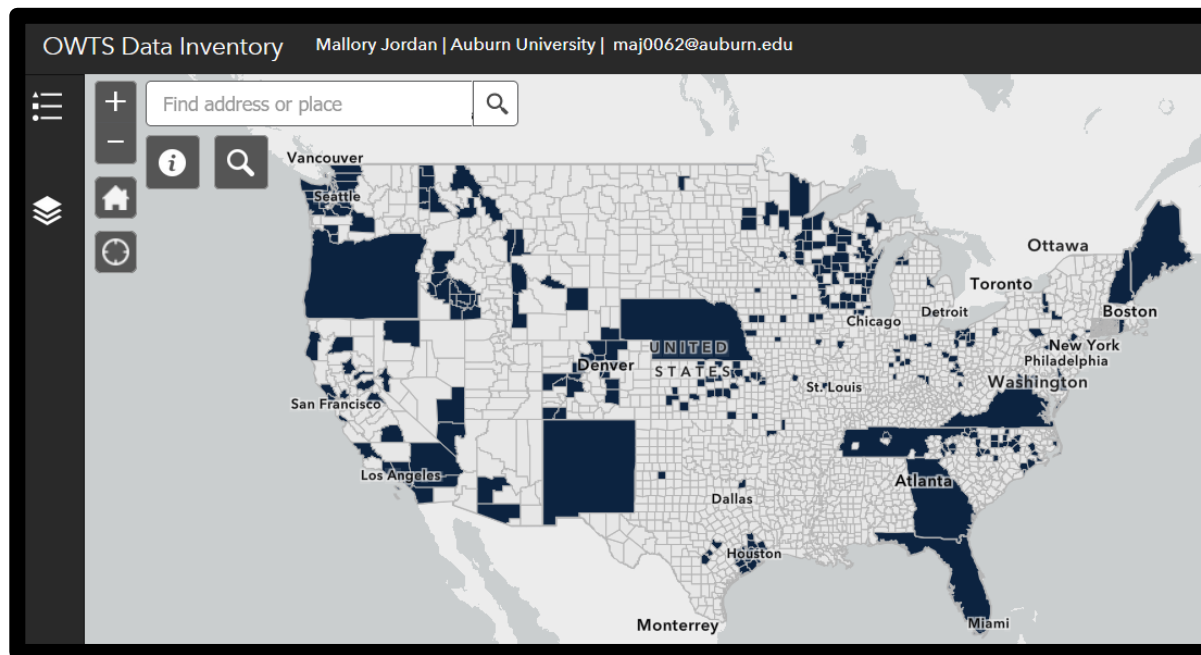 OWTS Data Inventory Mallory Jordan | Auburn University | maj0062@auburn.edu
+
Find address or place
−
i
Vancouver
Seattle
Ottawa
Toronto
Boston
Chicago
Detroit
New York
UNITED
Philadelphia
Denver
STATES
St. Louis
Washington
San Francisco
Los Angeles
Atlanta
Dallas
Houston
Monterrey
Miami